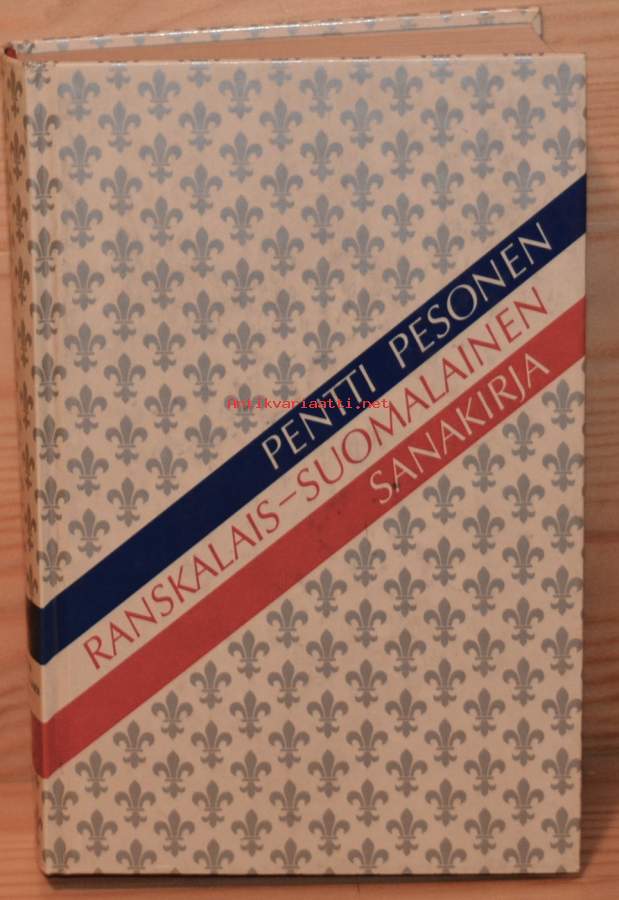 PENTTI PESONEN
RANSKALAIS–SUOMALAINEN
SANAKIRJA
Antikvariaatti.net